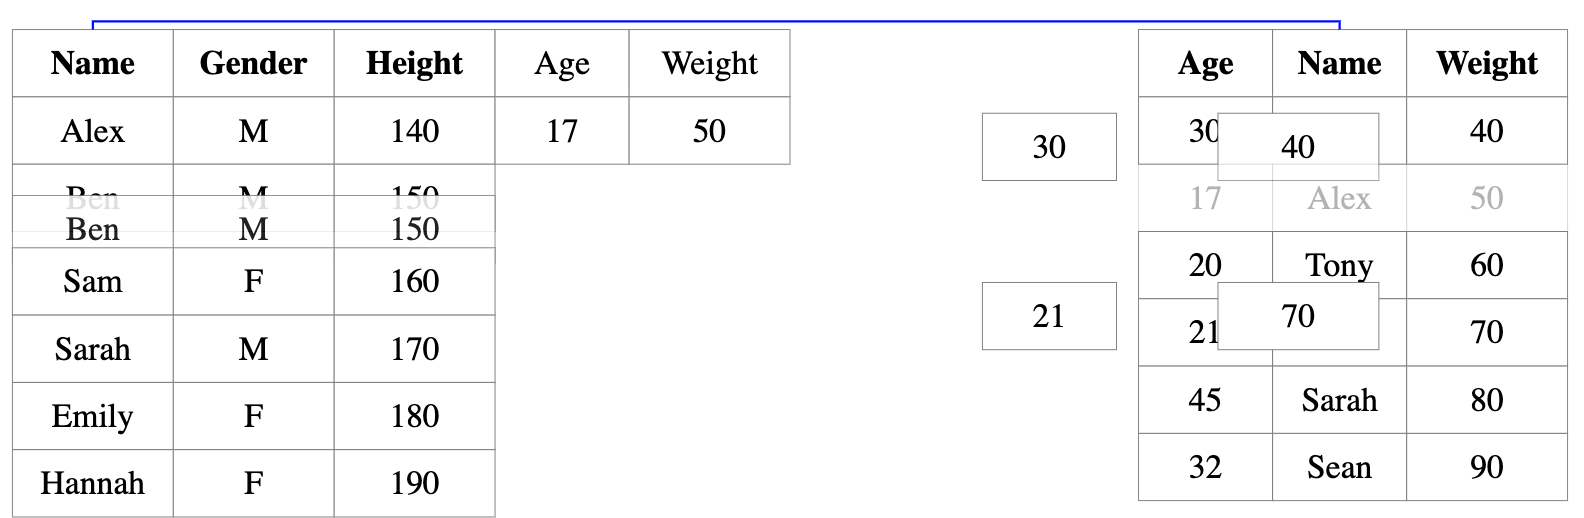 Name Gender Height Age Weight Age Name Weight
Alex M 140 17 50 30 40 30 40
Ben M 150 17 Alex 50
Ben M 150
Sam F 160 20 Tony 60
Sarah M 170 21 70 21 70
Emily F 180 45 Sarah 80
Hannah F 190 32 Sean 90